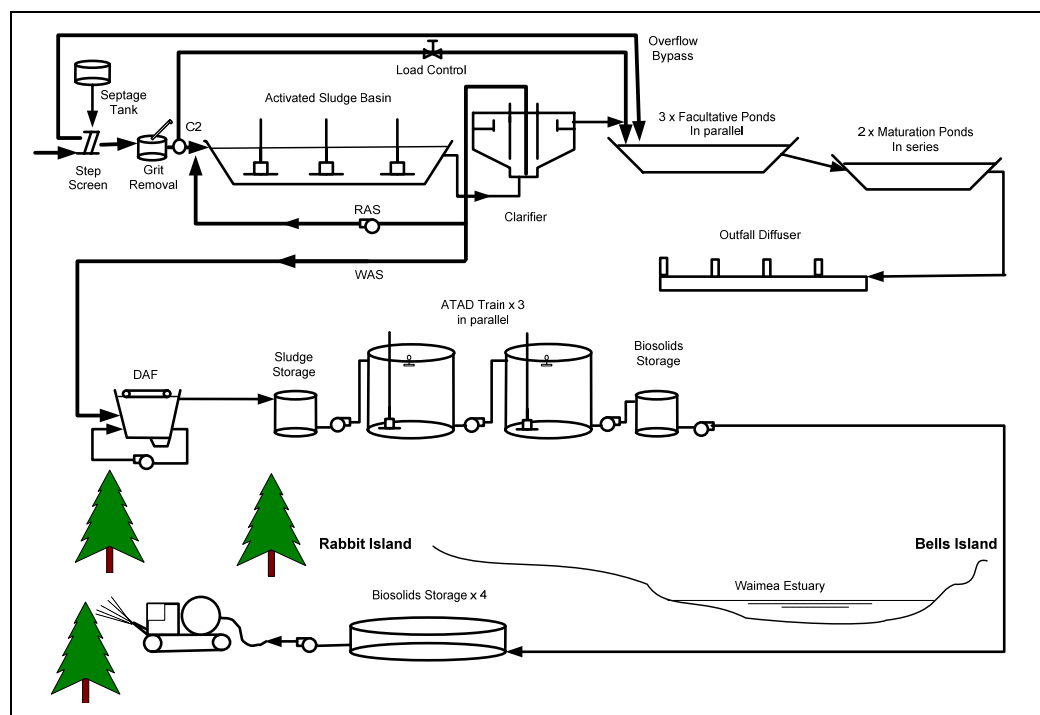 Overflow
Bypass
Load Control
Septage
Tank
Activated Sludge Basin
C2
3 x Facultative Ponds
In parallel
2 x Maturation Ponds
In series
Step
Screen
Grit
Removal
RAS
Clarifier
WAS
Outfall Diffuser
ATAD Train x 3
in parallel
Sludge
Storage
Biosolids
Storage
DAF
Rabbit Island
Bells Island
Waimea Estuary
Biosolids Storage x 4